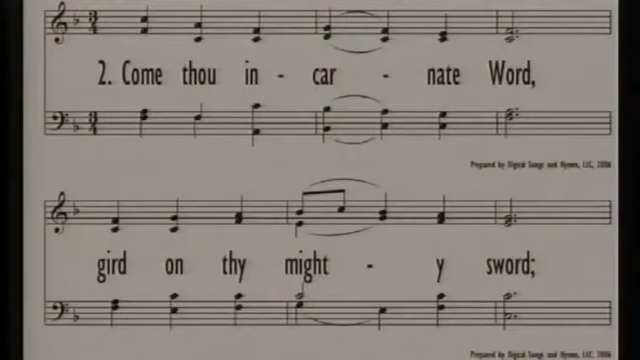 2. Come thou in - car - nate Word,
Prepared by Digital Songs and Hymns, LLC, 2006
gird on thy might - y sword;
Prepared by Digital Songs and Hymns, LLC, 2006